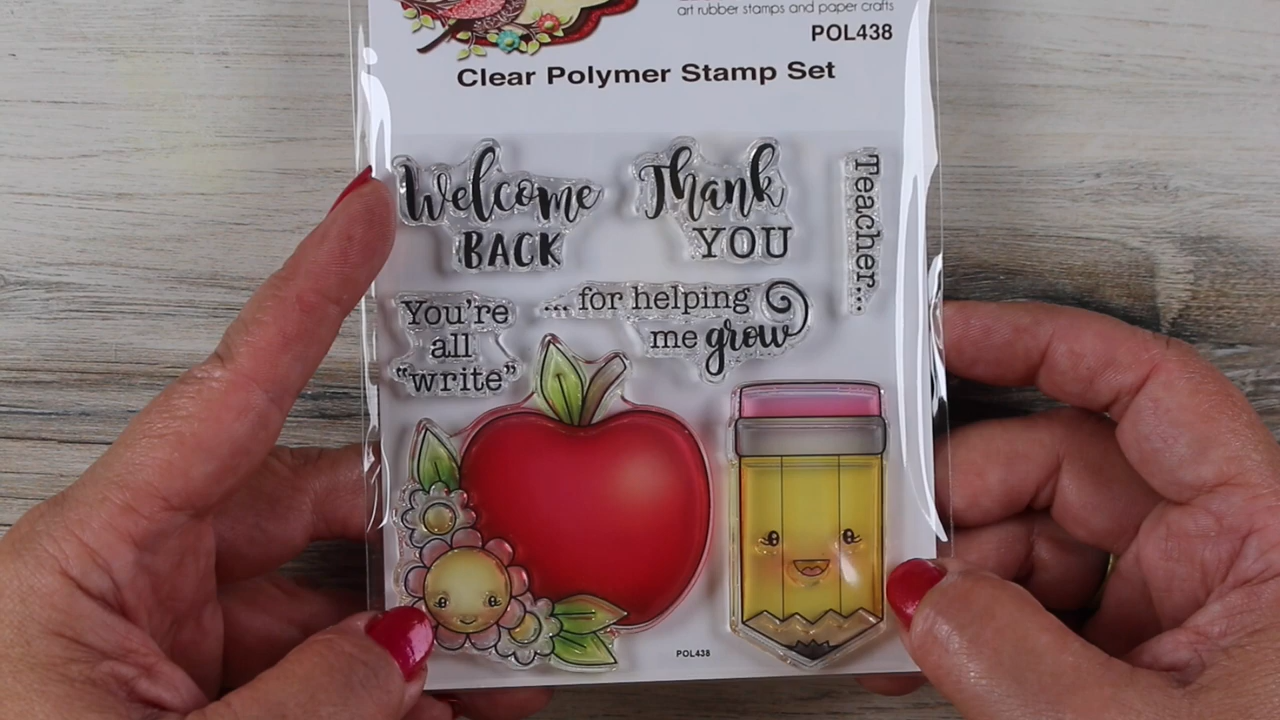 art rubber stamps and paper crafts
POL438
Clear Polymer Stamp Set
Welcome
BACK
Thank
YOU
Teacher...
You're
all
"write"
... for helping
me grow
POL438